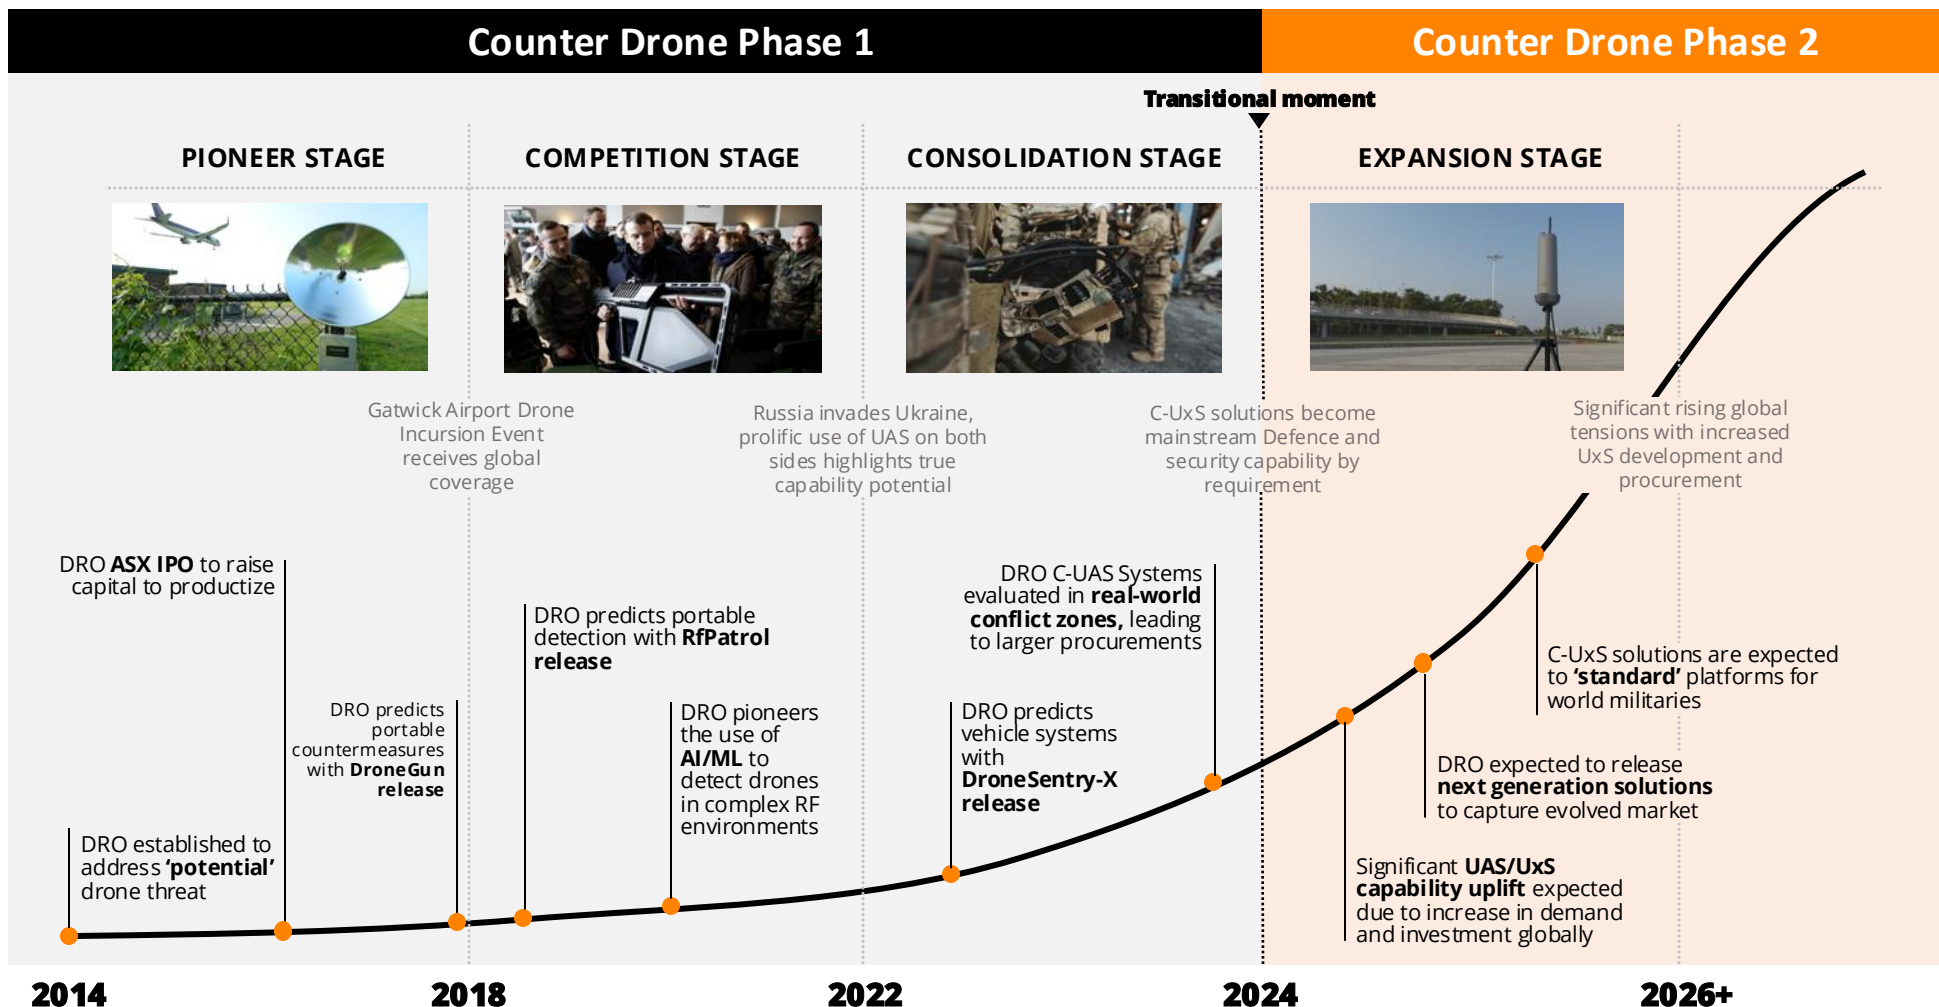 Counter Drone Phase 1
Counter Drone Phase 2
Transitional moment
PIONEER STAGE
COMPETITION STAGE
CONSOLIDATION STAGE
EXPANSION STAGE
Gatwick Airport Drone
Incursion Event
receives global
coverage
Russia invades Ukraine,
prolific use of UAS on both
sides highlights true
capability potential
C-UxS solutions become
mainstream Defence and
security capability by
requirement
Significant rising global
tensions with increased
UxS development and
procurement
DRO ASX IPO to raise
capital to productize
DRO predicts portable
detection with RfPatrol
release
DRO C-UAS Systems
evaluated in real-world
conflict zones, leading
to larger procurements
C-UxS solutions are expected
to ‘standard’ platforms for
world militaries
DRO predicts
portable
countermeasures
with DroneGun
release
DRO pioneers
the use of
AI/ML to
detect drones
in complex RF
environments
DRO predicts
vehicle systems
with
DroneSentry-X
release
DRO expected to release
next generation solutions
to capture evolved market
DRO established to
address ‘potential’
drone threat
Significant UAS/UxS
capability uplift expected
due to increase in demand
and investment globally
2014
2018
2022
2024
2026+